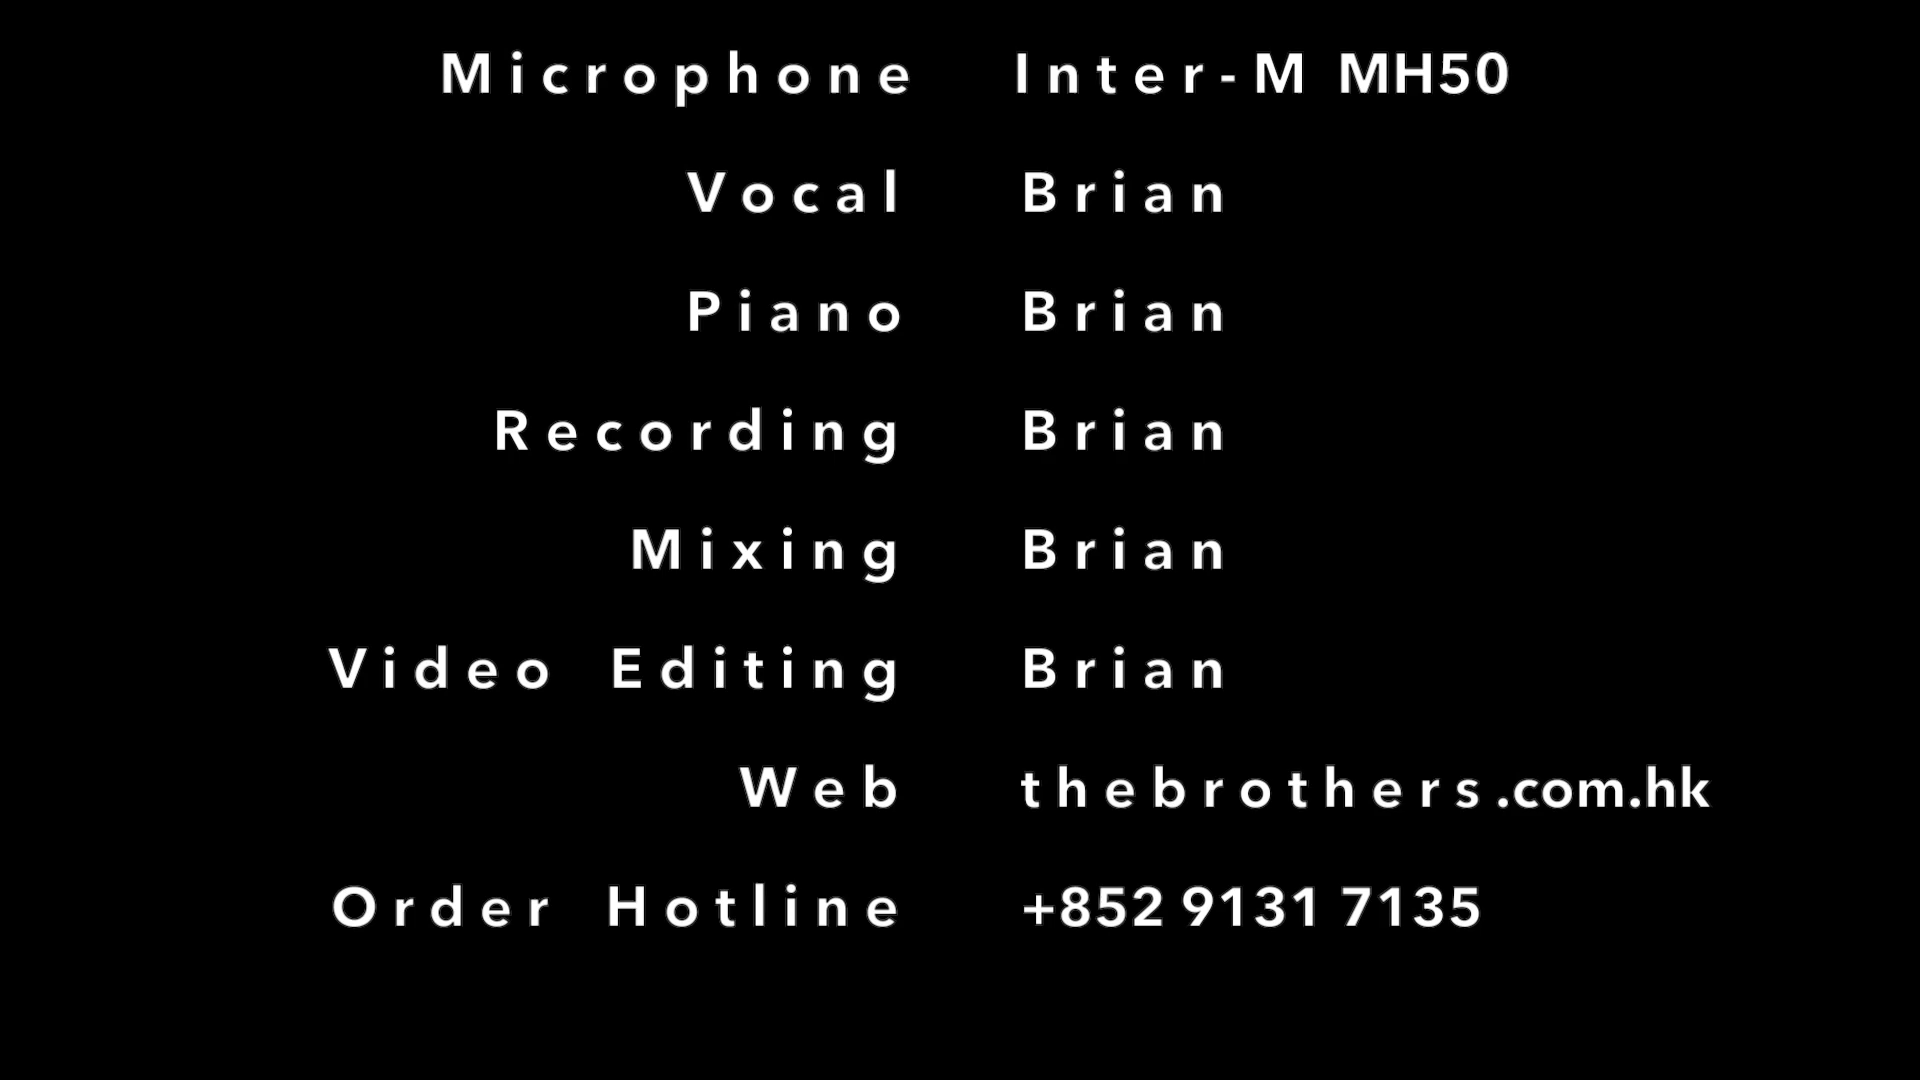 Microphone Inter-M MH50
Vocal Brian
Piano Brian
Recording Brian
Mixing Brian
Video Editing Brian
Web thebrothers.com.hk
Order Hotline +852 9131 7135